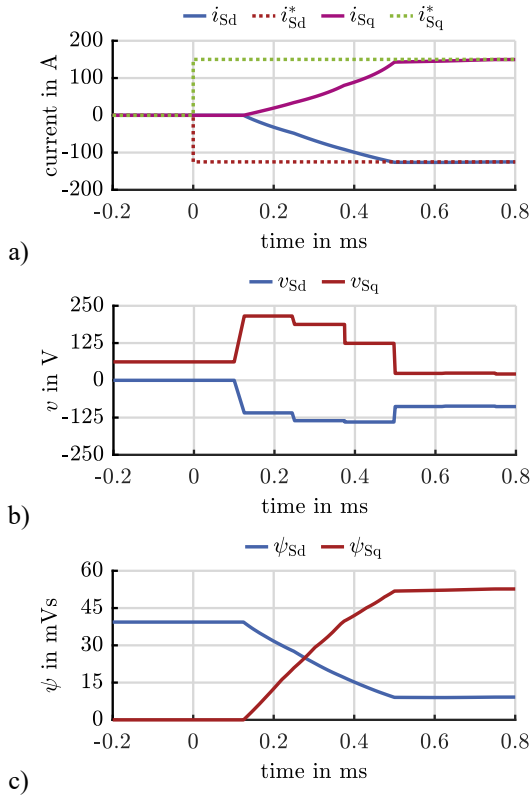 i_Sd i*_Sd i_Sq i*_Sq
current in A
200
100
0
-100
-200
-0.2 0 0.2 0.4 0.6 0.8
time in ms
a)
v_Sd v_Sq
v in V
250
125
0
-125
-250
-0.2 0 0.2 0.4 0.6 0.8
time in ms
b)
ψ_Sd ψ_Sq
ψ in mVs
60
45
30
15
0
-0.2 0 0.2 0.4 0.6 0.8
time in ms
c)